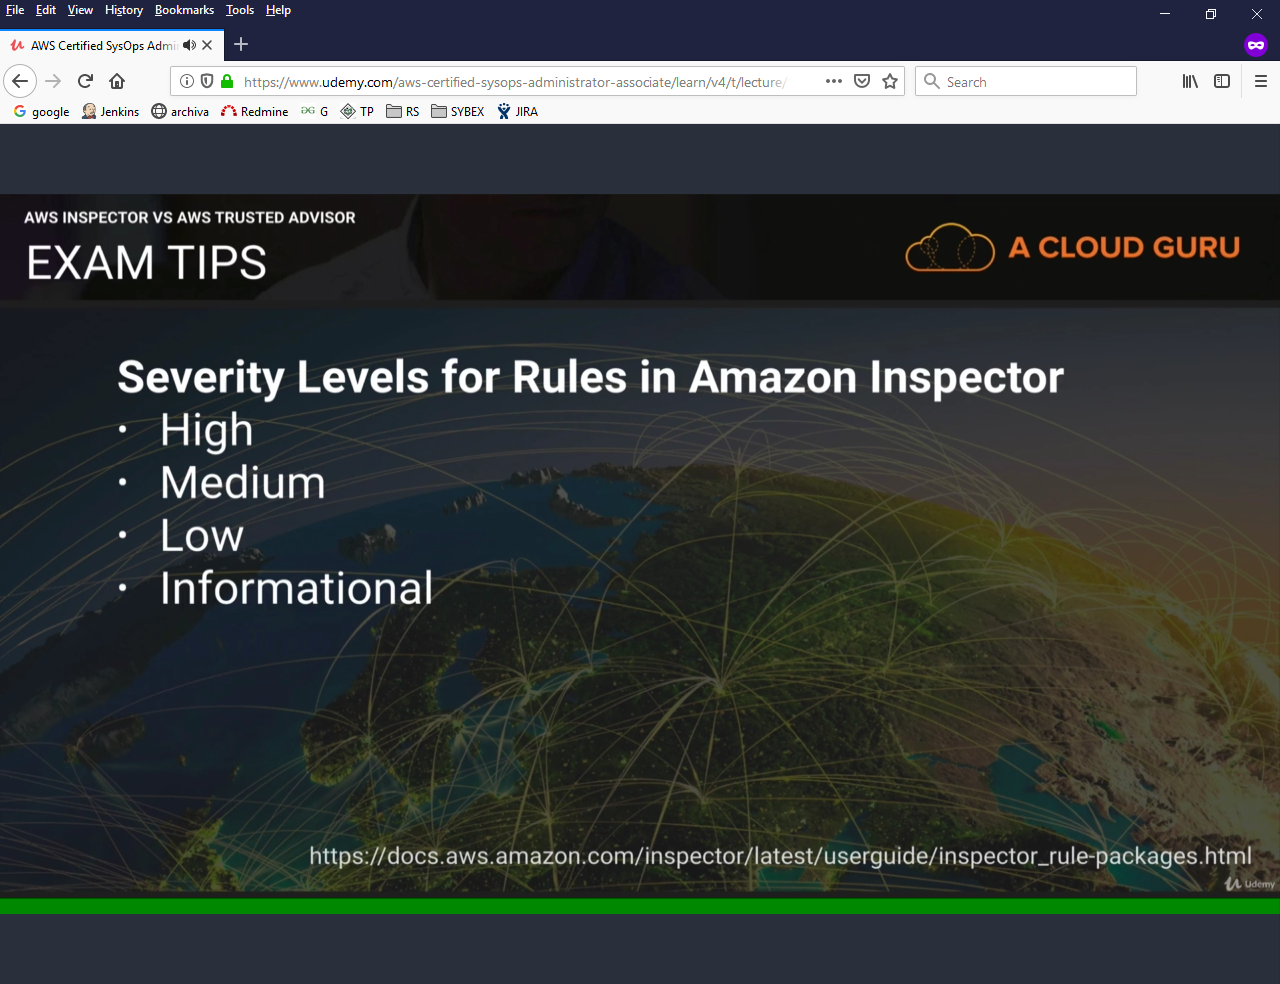 File Edit View History Bookmarks Tools Help
AWS Certified SysOps Admi
https://www.udemy.com/aws-certified-sysops-administrator-associate/learn/v4/t/lecture/
Search
google Jenkins archiva Redmine G TP RS SYBEX JIRA
AWS INSPECTOR VS AWS TRUSTED ADVISOR
EXAM TIPS
A CLOUD GURU
Severity Levels for Rules in Amazon Inspector
• High
• Medium
• Low
• Informational
https://docs.aws.amazon.com/inspector/latest/userguide/inspector_rule-packages.html
Udemy